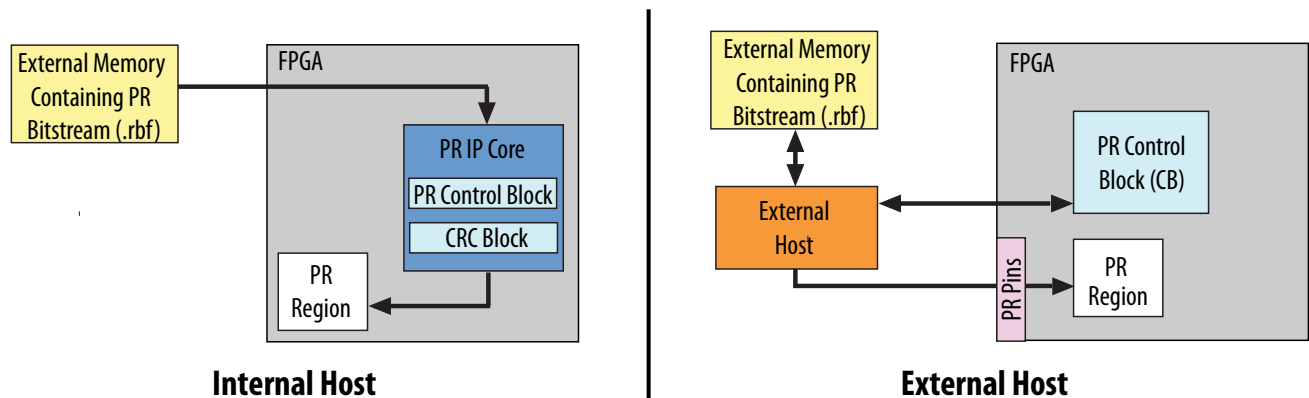 External Memory
Containing PR
Bitstream (.rbf)
FPGA
PR IP Core
PR Control Block
CRC Block
PR
Region
Internal Host
External Memory
Containing PR
Bitstream (.rbf)
External
Host
FPGA
PR Control
Block (CB)
PR Pins
PR
Region
External Host